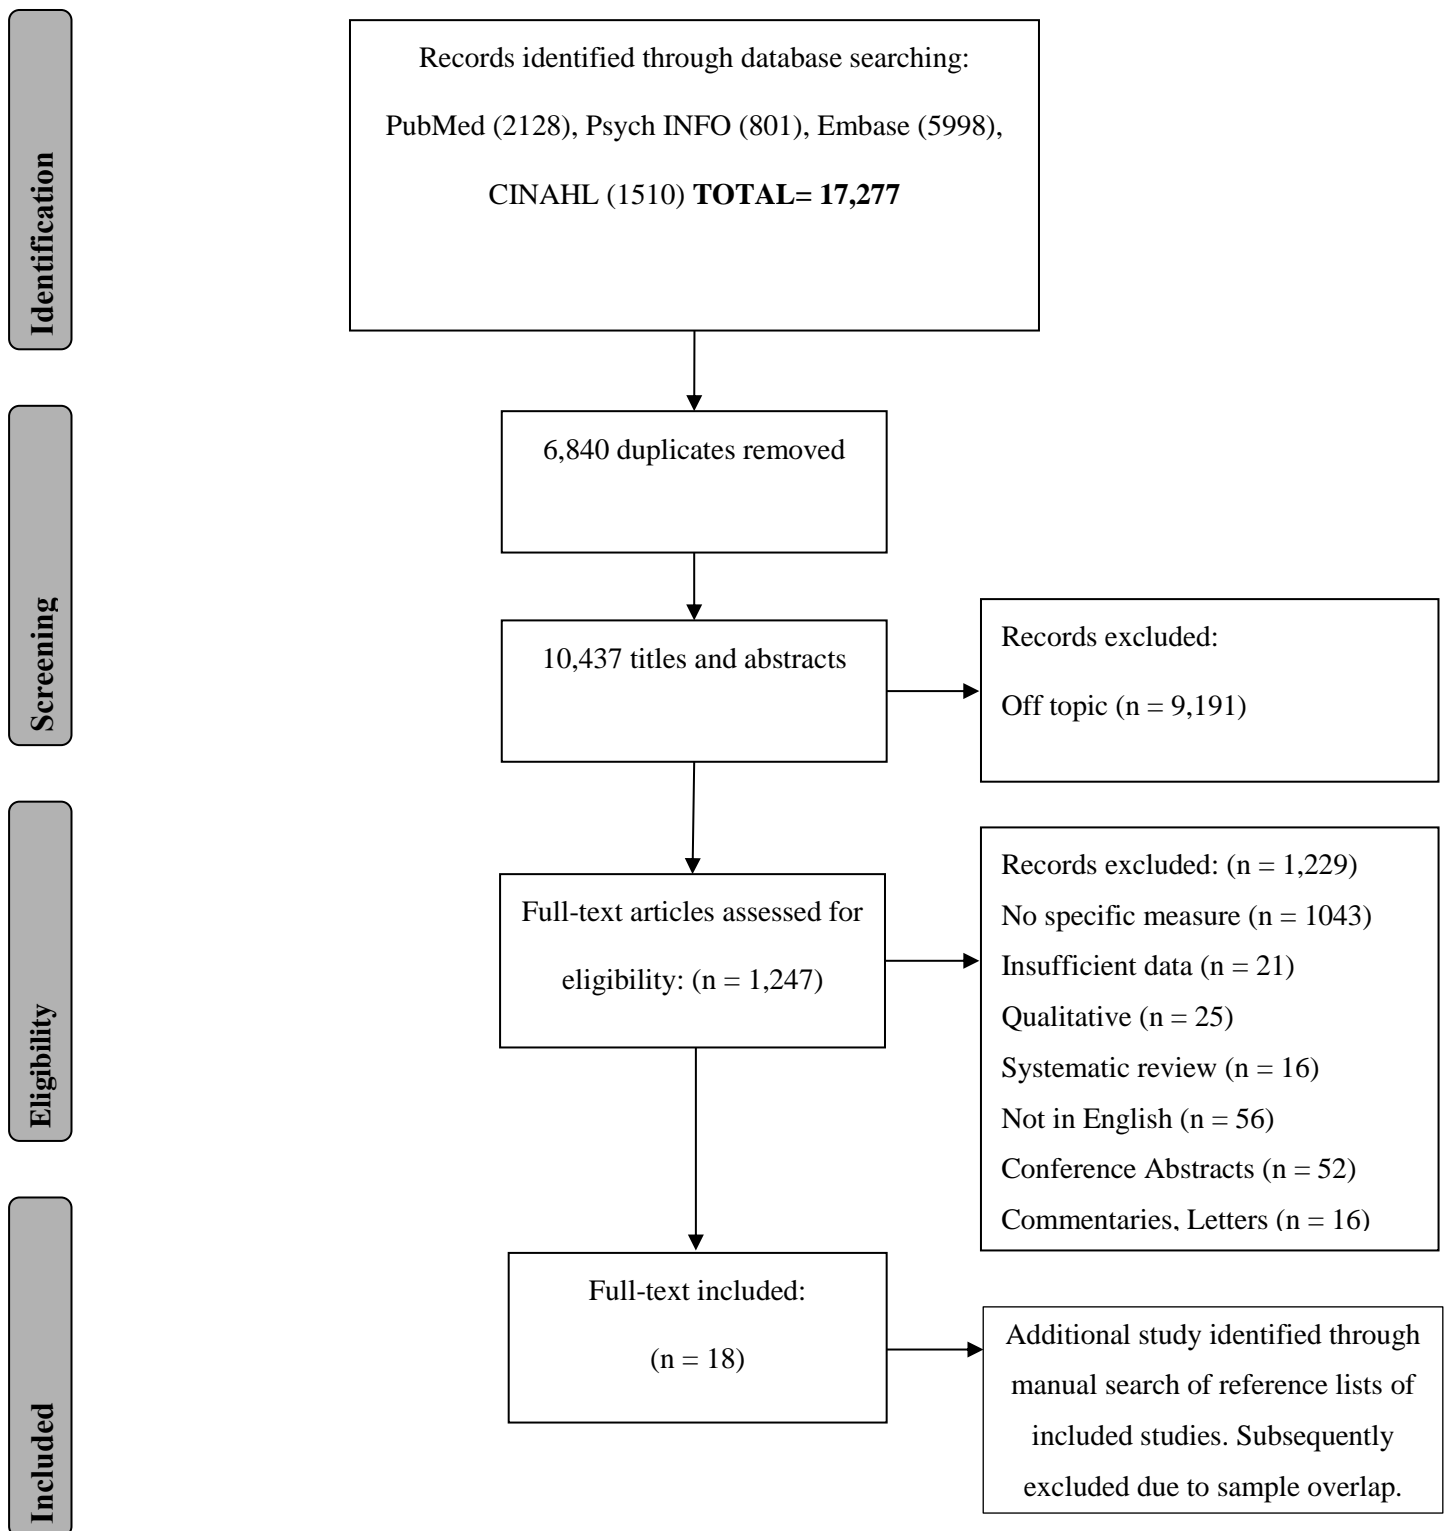 Identification
Records identified through database searching:
PubMed (2128), Psych INFO (801), Embase (5998),
CINAHL (1510) TOTAL= 17,277
Screening
6,840 duplicates removed
10,437 titles and abstracts
Records excluded:
Off topic (n = 9,191)
Eligibility
Full-text articles assessed for
eligibility: (n = 1,247)
Records excluded: (n = 1,229)
No specific measure (n = 1043)
Insufficient data (n = 21)
Qualitative (n = 25)
Systematic review (n = 16)
Not in English (n = 56)
Conference Abstracts (n = 52)
Commentaries, Letters (n = 16)
Included
Full-text included:
(n = 18)
Additional study identified through
manual search of reference lists of
included studies. Subsequently
excluded due to sample overlap.